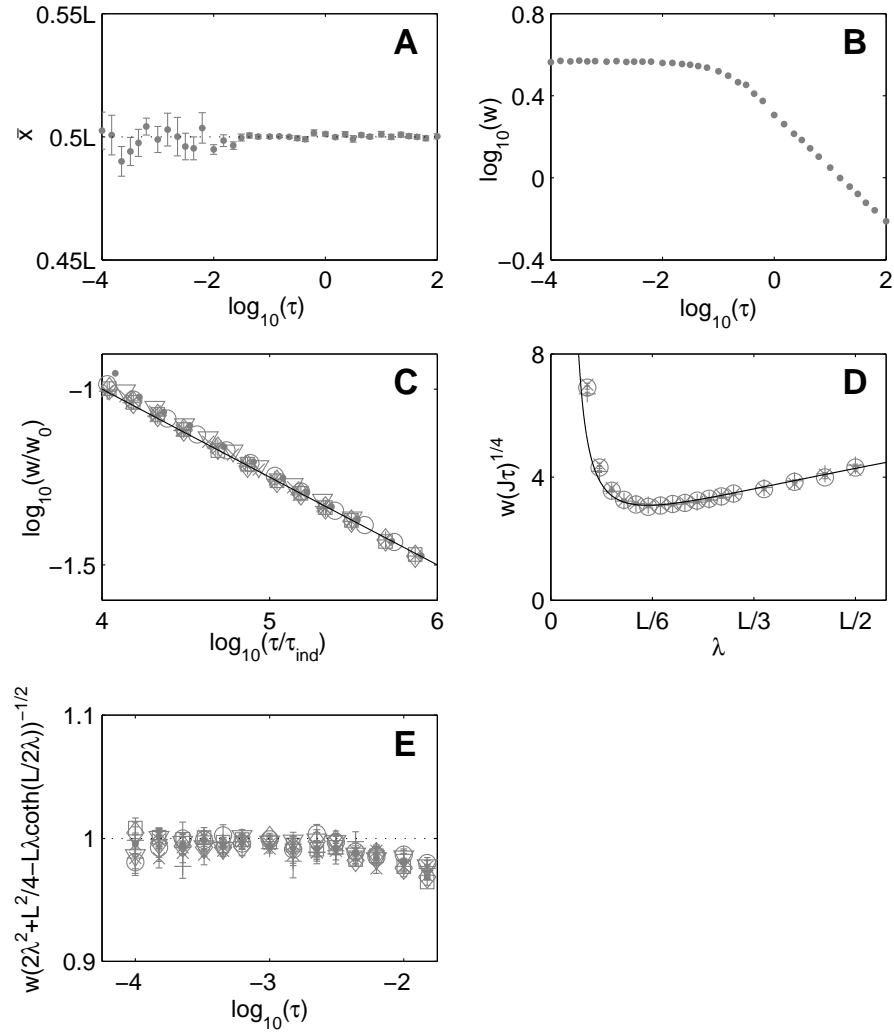 A
0.55L
0.5L
0.45L
x̄
−4
−2
0
2
log10(τ)
B
0.8
0.4
0
−0.4
log10(w)
−4
−2
0
2
log10(τ)
C
−1
−1.5
log10(w/w0)
4
5
6
log10(τ/τind)
D
8
4
0
w(Jτ)1/4
0
L/6
L/3
L/2
λ
E
1.1
1
0.9
w(2λ2+L2/4−Lλcoth(L/2λ))−1/2
−4
−3
−2
log10(τ)